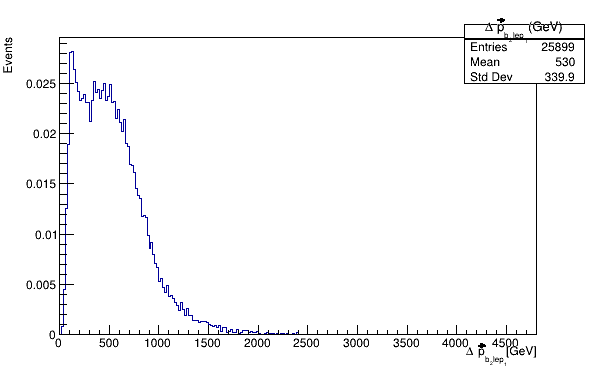 Δ p⃗ b₂lep₁ (GeV)
Entries 25899
Mean 530
Std Dev 339.9
Events
0.025
0.02
0.015
0.01
0.005
0
0 500 1000 1500 2000 2500 3000 3500 4000 4500
Δ p⃗ b₂lep₁ [GeV]